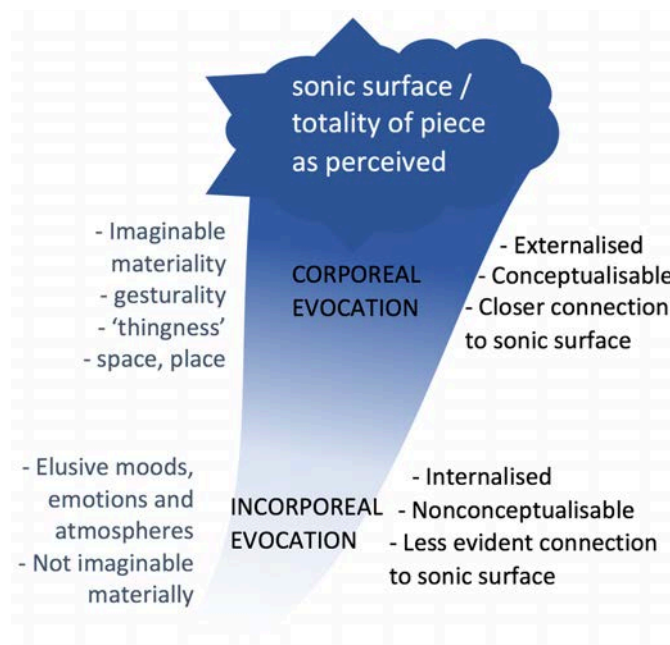 sonic surface /
totality of piece
as perceived
- Imaginable
materiality
- gesturality
- ‘thingness’
- space, place
CORPOREAL
EVOCATION
- Externalised
- Conceptualisable
- Closer connection
to sonic surface
- Elusive moods,
emotions and
atmospheres
- Not imaginable
materially
INCORPOREAL
EVOCATION
- Internalised
- Nonconceptualisable
- Less evident connection
to sonic surface